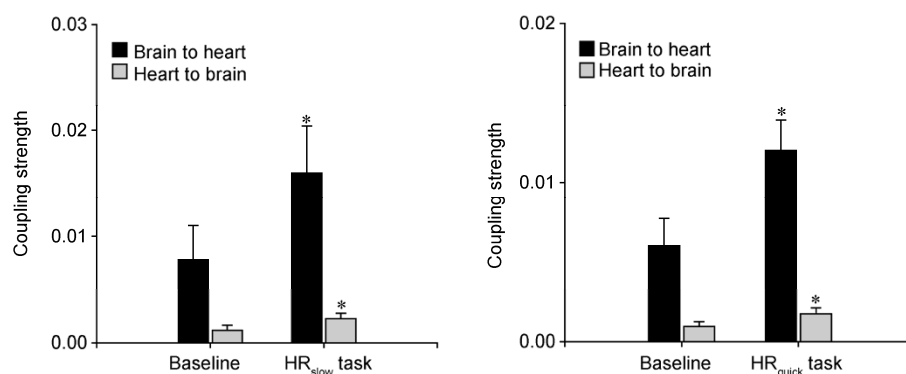 0.03
Brain to heart
Heart to brain
*
0.02
*
0.01
0.00
Coupling strength
Baseline
HRslow task
0.02
Brain to heart
Heart to brain
*
0.01
*
0.00
Coupling strength
Baseline
HRquick task